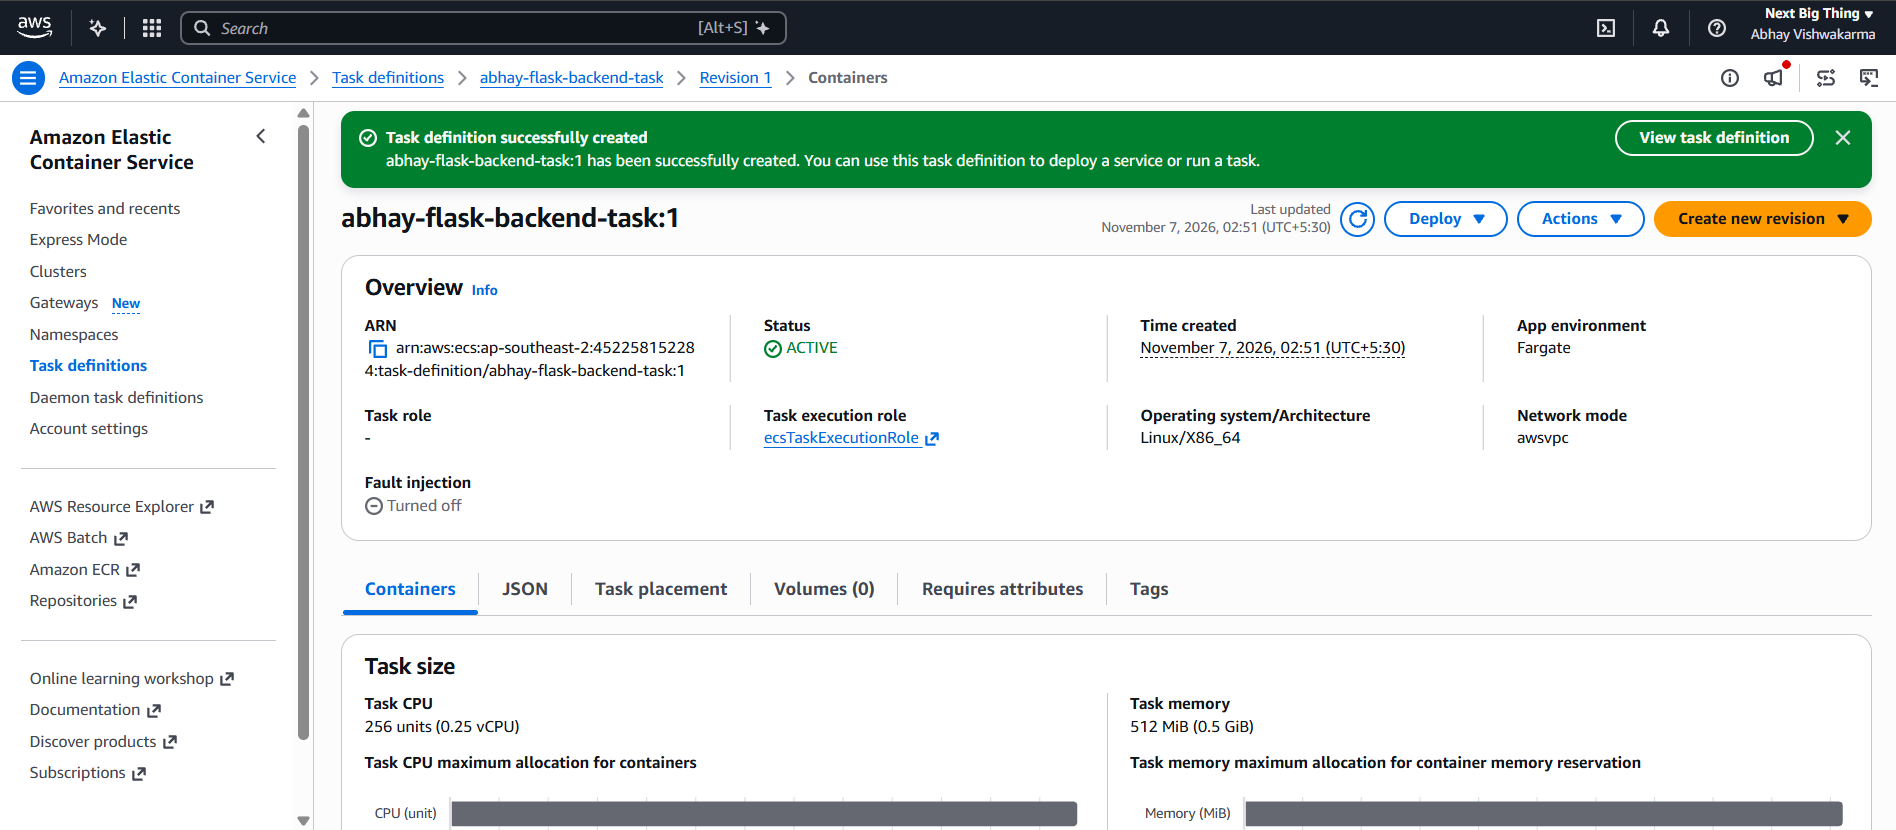 aws
Search [Alt+S]
Next Big Thing
Abhay Vishwakarma
Amazon Elastic Container Service > Task definitions > abhay-flask-backend-task > Revision 1 > Containers
Amazon Elastic
Container Service
Favorites and recents
Express Mode
Clusters
Gateways New
Namespaces
Task definitions
Daemon task definitions
Account settings
AWS Resource Explorer
AWS Batch
Amazon ECR
Repositories
Online learning workshop
Documentation
Discover products
Subscriptions
Task definition successfully created
abhay-flask-backend-task:1 has been successfully created. You can use this task definition to deploy a service or run a task.
View task definition
abhay-flask-backend-task:1
Last updated
November 7, 2026, 02:51 (UTC+5:30)
Deploy
Actions
Create new revision
Overview Info
ARN
arn:aws:ecs:ap-southeast-2:45225815228
4:task-definition/abhay-flask-backend-task:1
Status
ACTIVE
Time created
November 7, 2026, 02:51 (UTC+5:30)
App environment
Fargate
Task role
-
Task execution role
ecsTaskExecutionRole
Operating system/Architecture
Linux/X86_64
Network mode
awsvpc
Fault injection
Turned off
Containers
JSON
Task placement
Volumes (0)
Requires attributes
Tags
Task size
Task CPU
256 units (0.25 vCPU)
Task CPU maximum allocation for containers
CPU (unit)
Task memory
512 MiB (0.5 GiB)
Task memory maximum allocation for container memory reservation
Memory (MiB)